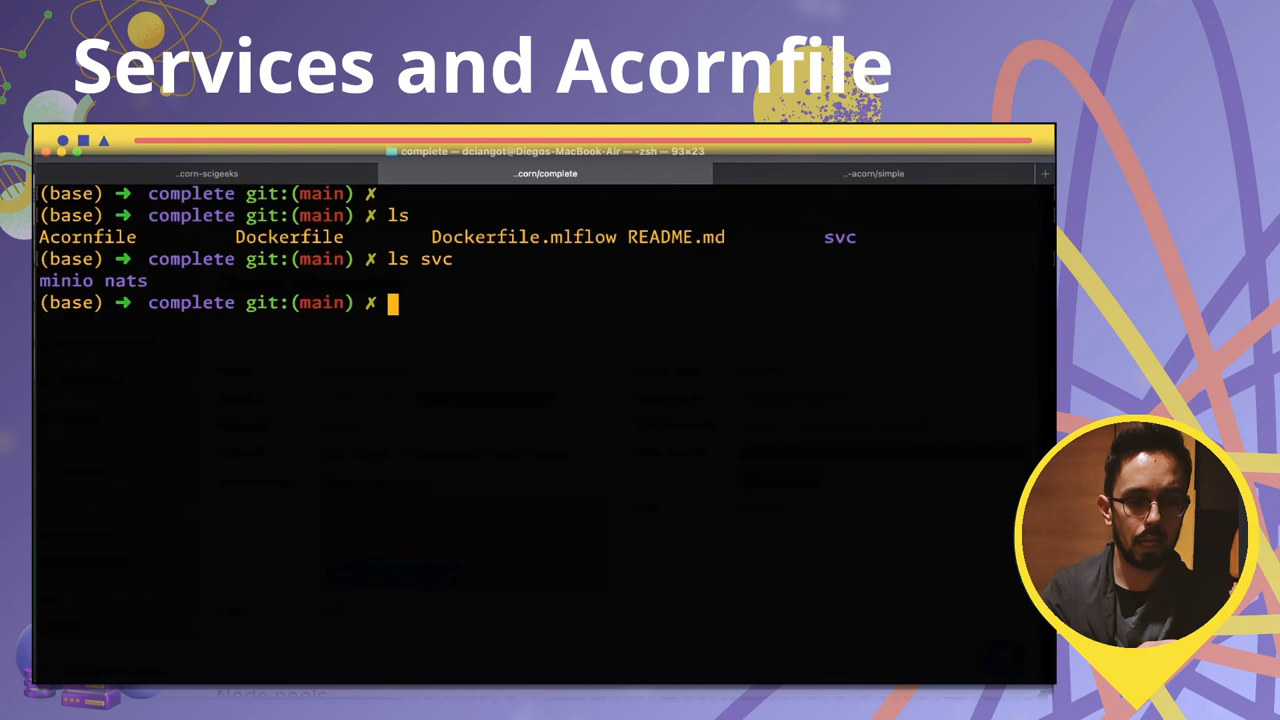 Services and Acornfile
complete — dciangot@Diegos-MacBook-Air — -zsh — 93×23
..corn-scigeeks
..corn/complete
..-acorn/simple
+
(base) ➜ complete git:(main) ✗
(base) ➜ complete git:(main) ✗ ls
Acornfile Dockerfile Dockerfile.mlflow README.md svc
(base) ➜ complete git:(main) ✗ ls svc
minio nats
(base) ➜ complete git:(main) ✗
Node pools